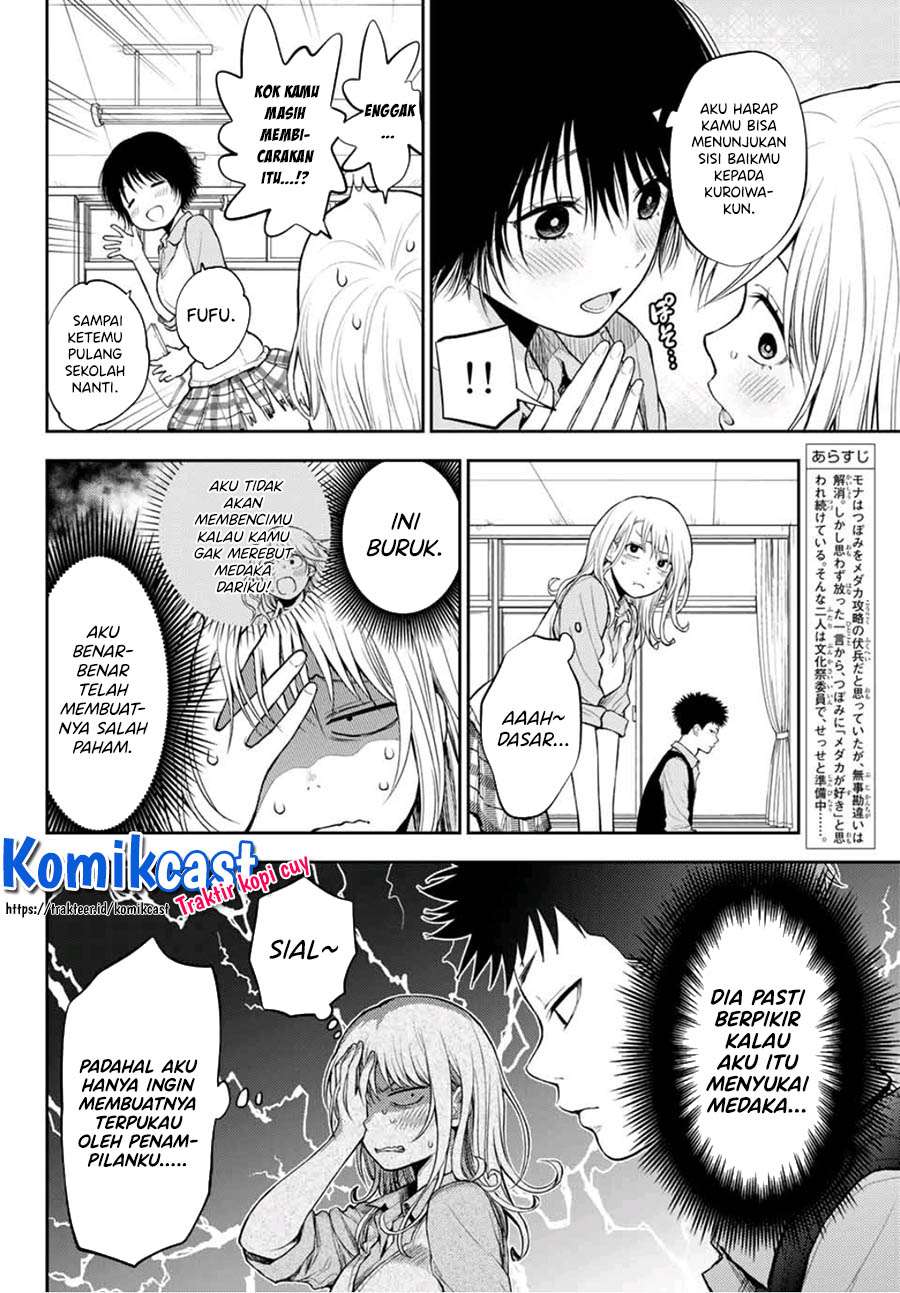 AKU HARAP
KAMU BISA
MENUNJUKAN
SISI BAIKMU
KEPADA
KUROIWA-
KUN.
ぽそ…
!!
ENGGAK
...
KOK KAMU
MASIH
MEMBI-
CARAKAN
ITU...!?
FUFU.
SAMPAI
KETEMU
PULANG
SEKOLAH
NANTI.
あらすじ
モナはつぼみをメダカ攻略の伏兵だと思っていたが、無事勘違いは
解消。しかし思わず放った一言から、つぼみに「メダカが好き」と思
われ続けている。そんな二人は文化祭委員で、せっせと準備中……。
AAAH~
DASAR...
INI
BURUK.
AKU TIDAK
AKAN
MEMBENCIMU
KALAU KAMU
GAK MEREBUT
MEDAKA
DARIKU!
AKU
BENAR-
BENAR
TELAH
MEMBUAT-
NYA SALAH
PAHAM.
Komikcast
Traktir kopi cuy
https://trakteer.id/komikcast
DIA PASTI
BERPIKIR
KALAU
AKU ITU
MENYUKAI
MEDAKA...
SIAL~
PADAHAL AKU
HANYA INGIN
MEMBUATNYA
TERPUKAU
OLEH PENAM-
PILANKU.....